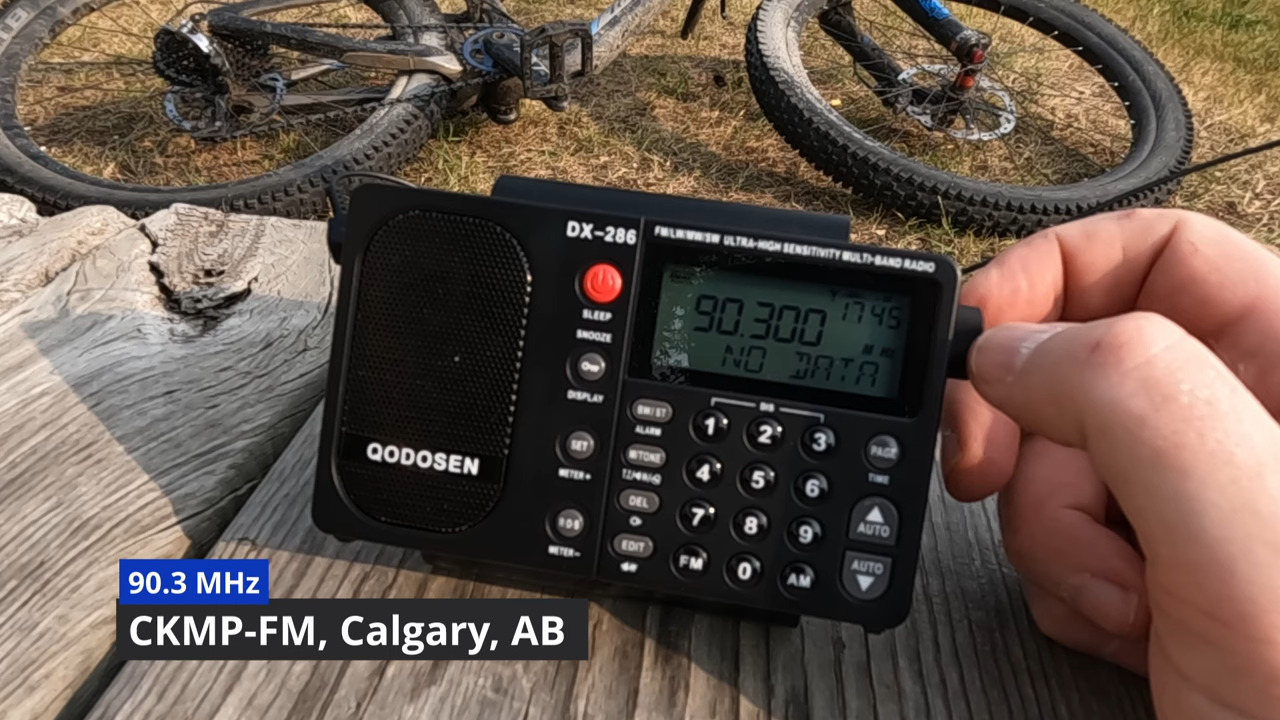 DX-286
FM/LW/MW/SW ULTRA-HIGH SENSITIVITY MULTI-BAND RADIO
17 45
90.300
NO DATA
SLEEP
SNOOZE
DISPLAY
SET
METER+
RDS
METER-
BW/ST
ALARM
M/TONE
DEL
EDIT
DIS
1 2 3
4 5 6
7 8 9
FM 0 AM
PAGE
TIME
AUTO
AUTO
QODOSEN
90.3 MHz
CKMP-FM, Calgary, AB